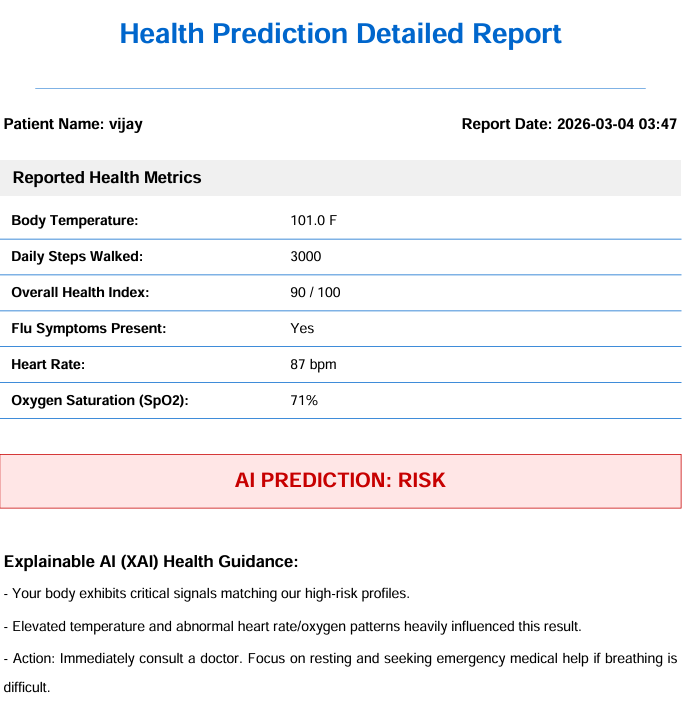 Health Prediction Detailed Report
Patient Name: vijay Report Date: 2026-03-04 03:47
Reported Health Metrics
Body Temperature: 101.0 F
Daily Steps Walked: 3000
Overall Health Index: 90 / 100
Flu Symptoms Present: Yes
Heart Rate: 87 bpm
Oxygen Saturation (SpO2): 71%
AI PREDICTION: RISK
Explainable AI (XAI) Health Guidance:
- Your body exhibits critical signals matching our high-risk profiles.
- Elevated temperature and abnormal heart rate/oxygen patterns heavily influenced this result.
- Action: Immediately consult a doctor. Focus on resting and seeking emergency medical help if breathing is
difficult.